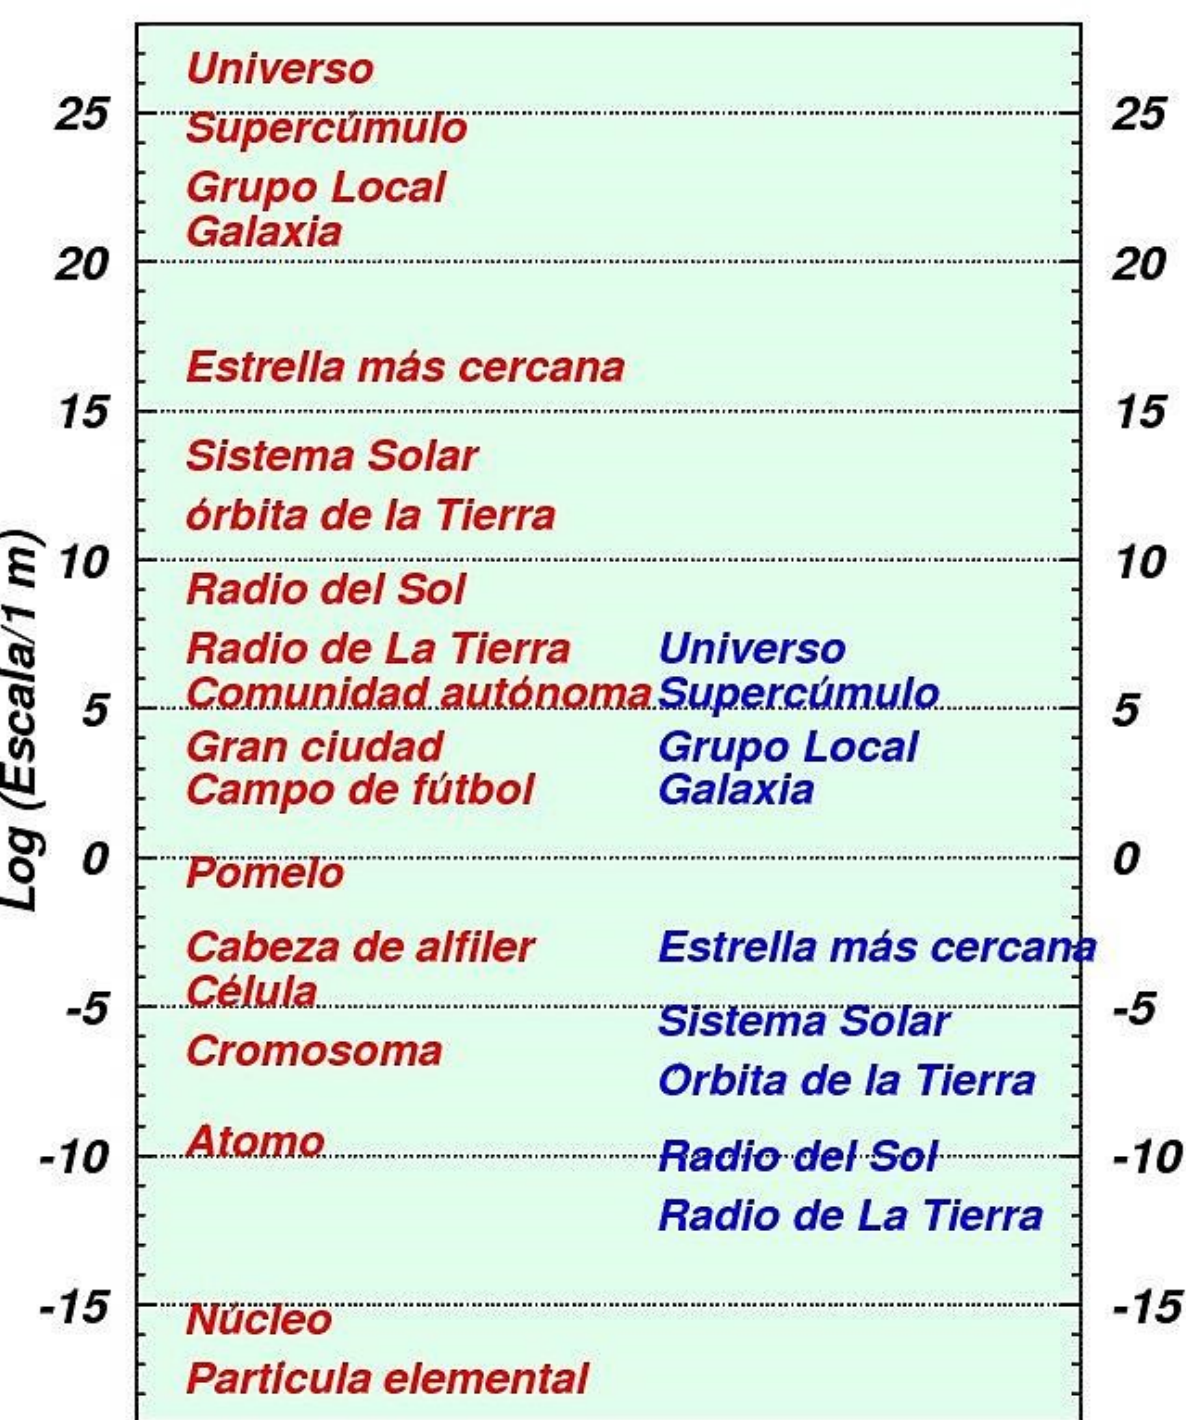 Universo
25 25
Supercúmulo
Grupo Local
Galaxia
20 20
Estrella más cercana
15 15
Sistema Solar
órbita de la Tierra
10 10
Radio del Sol
Radio de La Tierra Universo
Comunidad autónoma Supercúmulo
5 5
Gran ciudad Grupo Local
Campo de fútbol Galaxia
0 0
Pomelo
Cabeza de alfiler Estrella más cercana
Célula
-5 -5
Sistema Solar
Cromosoma
Órbita de la Tierra
Atomo
-10 Radio del Sol -10
Radio de La Tierra
-15 -15
Núcleo
Partícula elemental
Log (Escala/1 m)